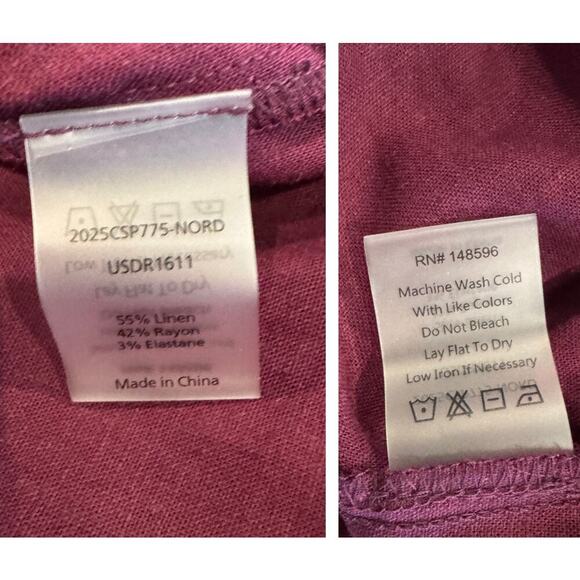 2025CSP775-NORD
USDR1611
55% Linen
42% Rayon
3% Elastane
Made in China
RN# 148596
Machine Wash Cold
With Like Colors
Do Not Bleach
Lay Flat To Dry
Low Iron If Necessary